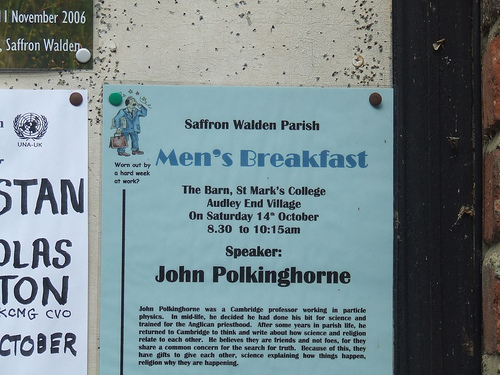 11 November 2006
, Saffron Walden
UNA-UK
STAN
OLAS
TON
KCMG CVO
CTOBER
Worn out by
a hard week
at work?
Saffron Walden Parish
Men's Breakfast
The Barn, St Mark's College
Audley End Village
On Saturday 14th October
8.30 to 10:15am
Speaker:
John Polkinghorne
John Polkinghorne was a Cambridge professor working in particle
physics. In mid-life, he decided he had done his bit for science and
trained for the Anglican priesthood. After some years in parish life, he
returned to Cambridge to think and write about how science and religion
relate to each other. He believes they are friends and not foes, for they
share a common concern for the search for truth. Because of this, they
have gifts to give each other, science explaining how things happen,
religion why they are happening.